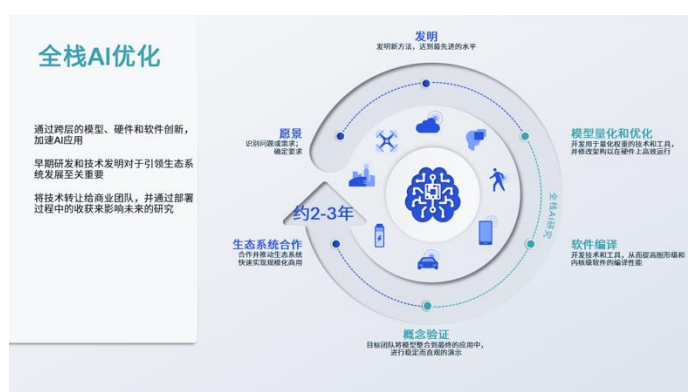 全栈AI优化
通过跨层的模型、硬件和软件创新，
加速AI应用
早期研发和技术发明对于引领生态系
统发展至关重要
将技术转让给商业团队，并通过部署
过程中的收获来影响未来的研究
发明
发明新方法，达到最先进的水平
愿景
识别问题或需求；
确定要求
模型量化和优化
开发用于量化权重的技术和工具，
并修改架构以在硬件上高效运行
全栈AI研究
约2-3年
生态系统合作
合作并推动生态系统
快速实现规模化商用
软件编译
开发技术和工具，从而提高图形级和
内核级软件的编译性能
概念验证
目标团队将模型整合到最终的应用中，
进行稳定而直观的演示